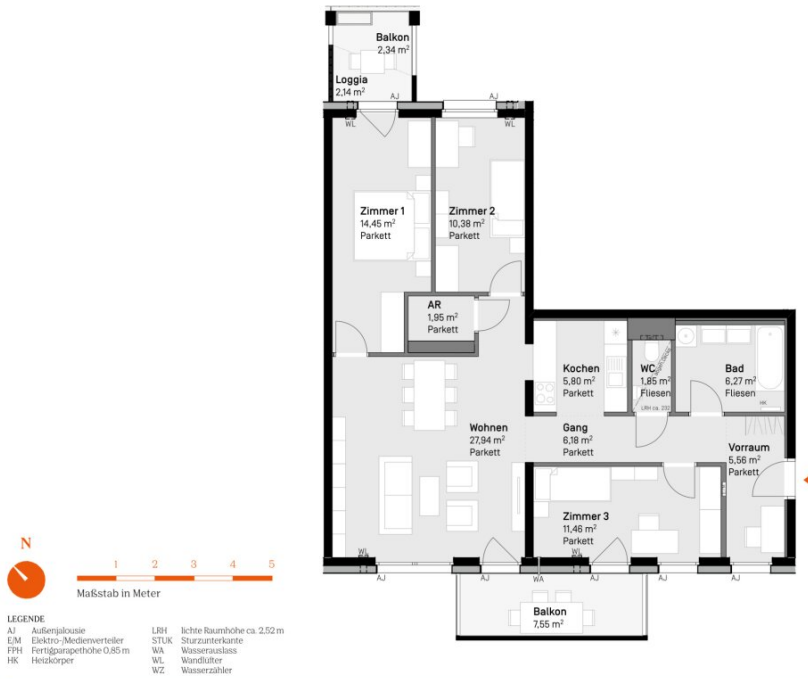 Balkon
2,34 m²
Loggia
2,14 m²
AJ
AJ
WL
WL
Zimmer 1
14,45 m²
Parkett
Zimmer 2
10,38 m²
Parkett
AR
1,95 m²
Parkett
Kochen
5,80 m²
Parkett
WC
1,85 m²
Fliesen
LRH ca. 232
Bad
6,27 m²
Fliesen
HK
Wohnen
27,94 m²
Parkett
Gang
6,18 m²
Parkett
Vorraum
5,56 m²
Parkett
Zimmer 3
11,46 m²
Parkett
WL
WL
AJ
AJ
WA
AJ
AJ
AJ
Balkon
7,55 m²
N
1 2 3 4 5
Maßstab in Meter
LEGENDE
AJ Außenjalousie
E/M Elektro-/Medienverteiler
FPH Fertigparapethöhe 0,85 m
HK Heizkörper
LRH lichte Raumhöhe ca. 2,52 m
STUK Sturzunterkante
WA Wasserauslass
WL Wandlüfter
WZ Wasserzähler